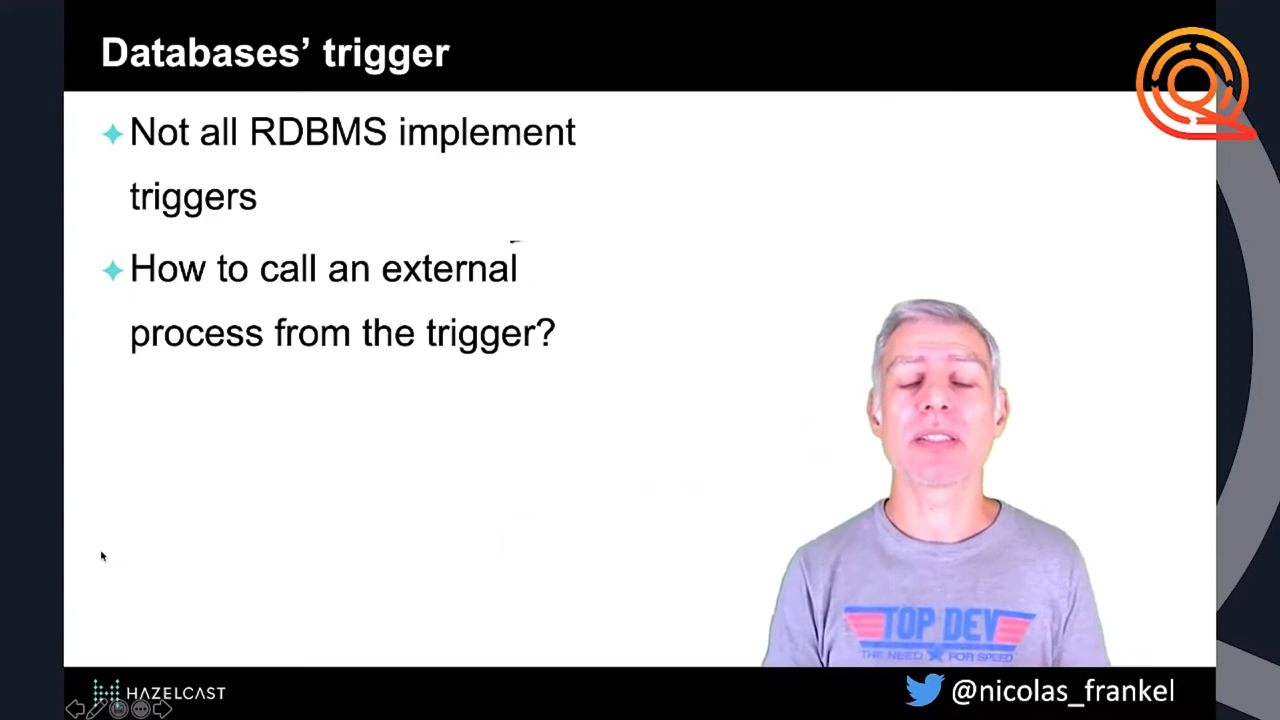 Databases’ trigger
Not all RDBMS implement
triggers
How to call an external
process from the trigger?
TOP DEV
THE NEED FOR SPEED
HAZELCAST
@nicolas_frankel